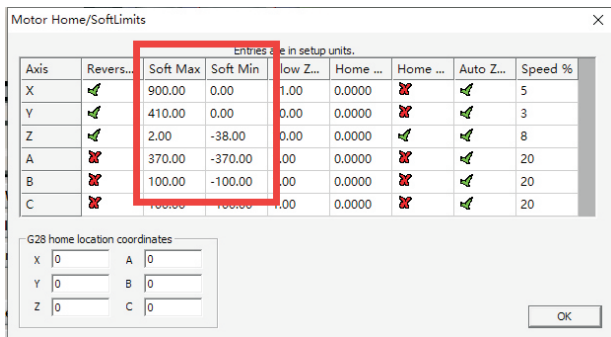 Motor Home/SoftLimits
Entries are in setup units.
Axis Revers... Soft Max Soft Min Z... Home ... Home ... Auto Z... Speed %
X 900.00 0.00 1.00 0.0000 5
Y 410.00 0.00 0.00 0.0000 3
Z 2.00 -38.00 0.00 0.0000 8
A 370.00 -370.00 .00 0.0000 20
B 100.00 -100.00 .00 0.0000 20
C 1.00 0.0000 20
G28 home location coordinates
X 0 A 0
Y 0 B 0
Z 0 C 0
OK